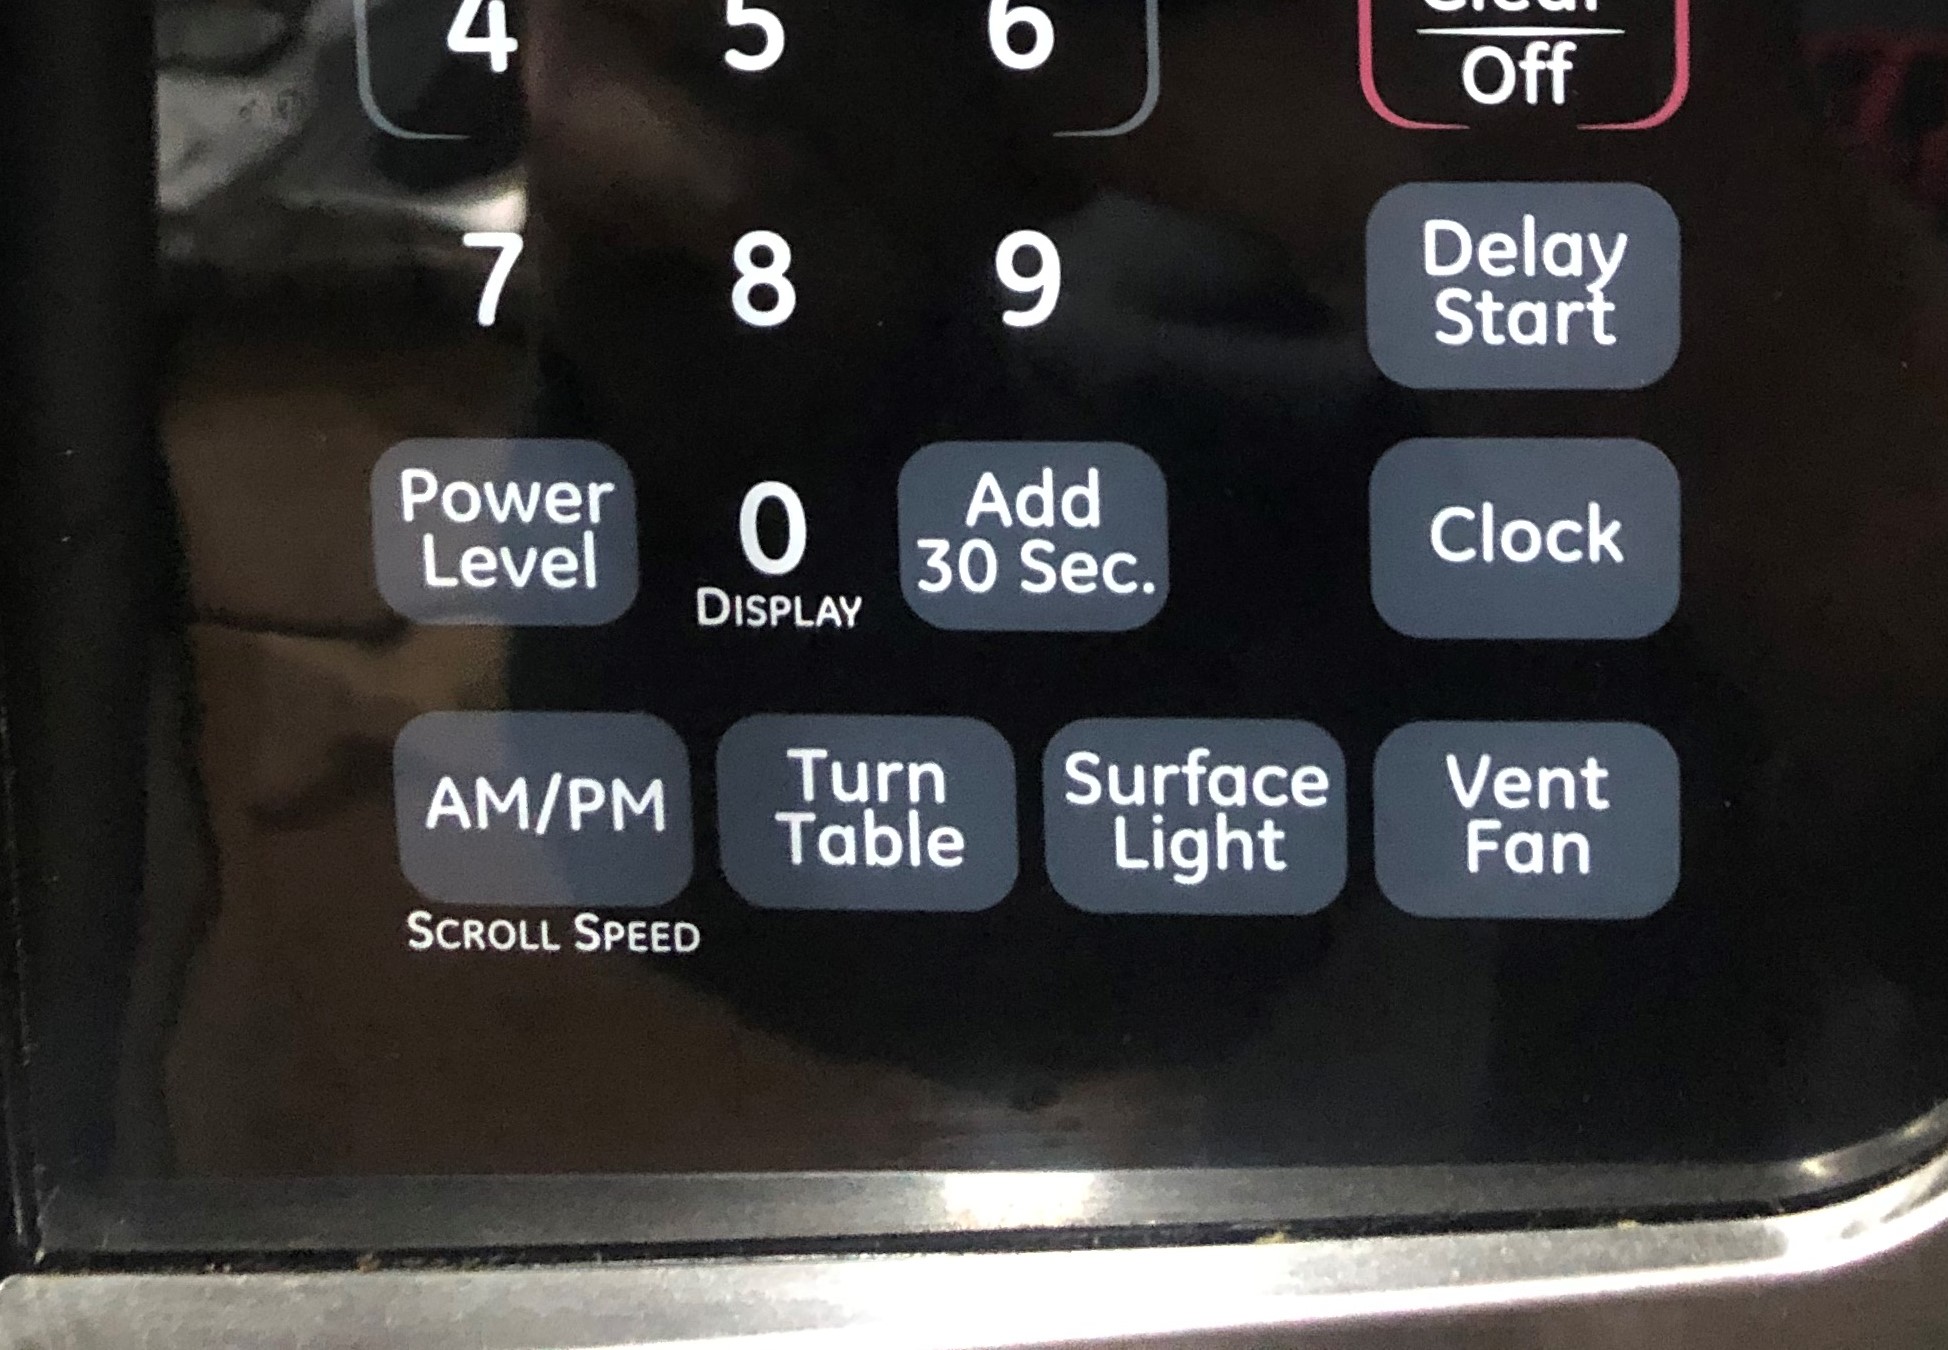 4 5 6
Clear
Off
7 8 9
Delay
Start
Power
Level
0
DISPLAY
Add
30 Sec.
Clock
AM/PM
SCROLL SPEED
Turn
Table
Surface
Light
Vent
Fan